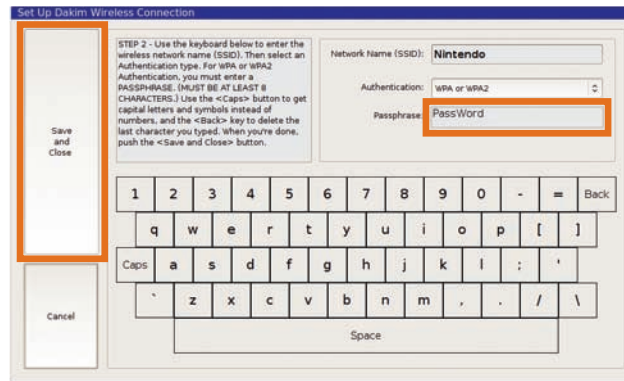 Set Up Dakim Wireless Connection
Save
and
Close
STEP 2 - Use the keyboard below to enter the
wireless network name (SSID). Then select an
Authentication type. For WPA or WPA2
Authentication, you must enter a
PASSPHRASE. (MUST BE AT LEAST 8
CHARACTERS.) Use the <Caps> button to get
capital letters and symbols instead of
numbers, and the <Back> key to delete the
last character you typed. When you're done,
push the <Save and Close> button.
Network Name (SSID): Nintendo
Authentication: WPA or WPA2
Passphrase: PassWord
1 2 3 4 5 6 7 8 9 0 - = Back
q w e r t y u i o p [ ]
Caps a s d f g h j k l ; '
` z x c v b n m , . / \
Cancel
Space